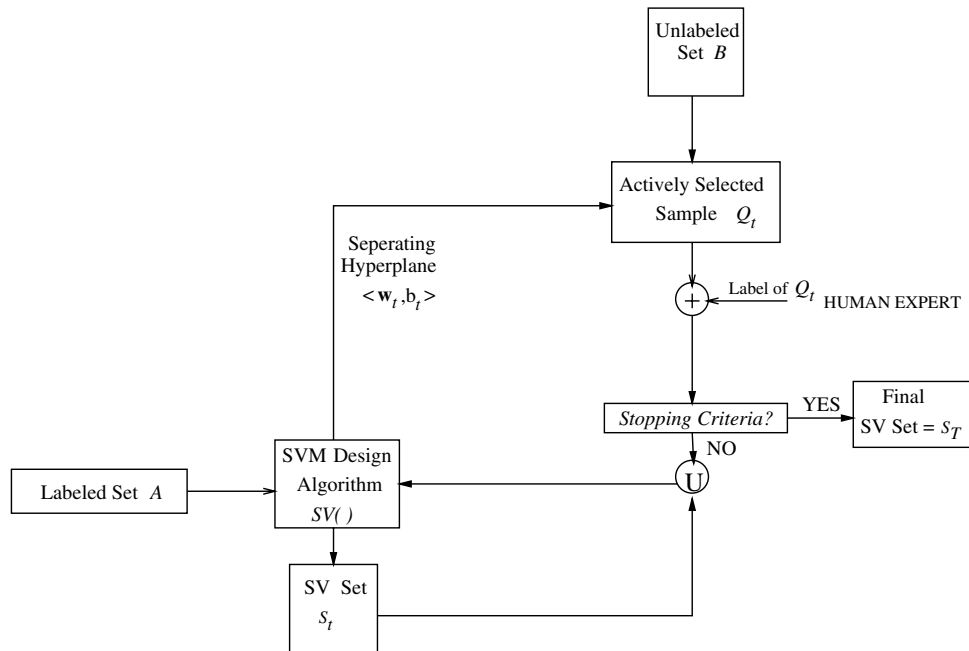 Unlabeled
Set B
Actively Selected
Sample Q_t
Seperating
Hyperplane
< w_t , b_t >
+
Label of Q_t
HUMAN EXPERT
Stopping Criteria?
YES
Final
SV Set = S_T
NO
U
SVM Design
Algorithm
SV( )
Labeled Set A
SV Set
S_t